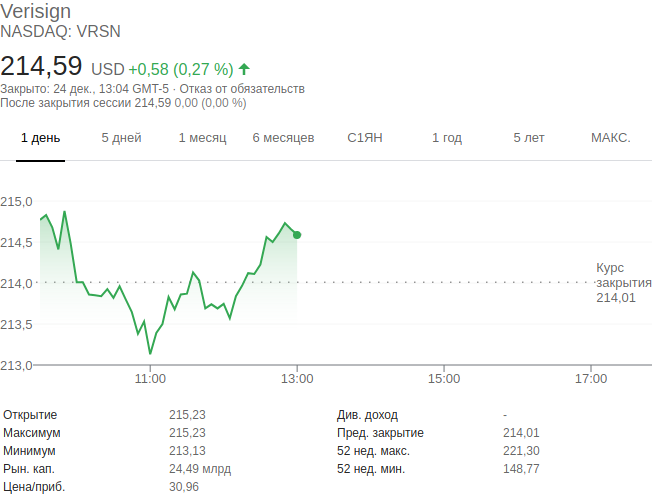 Verisign
NASDAQ: VRSN
214,59 USD +0,58 (0,27 %)
Закрыто: 24 дек., 13:04 GMT-5 · Отказ от обязательств
После закрытия сессии 214,59 0,00 (0,00 %)
1 день 5 дней 1 месяц 6 месяцев С1ЯН 1 год 5 лет МАКС.
215,0
214,5
214,0
213,5
213,0
Курс
закрытия
214,01
11:00 13:00 15:00 17:00
Открытие 215,23 Див. доход -
Максимум 215,23 Пред. закрытие 214,01
Минимум 213,13 52 нед. макс. 221,30
Рын. кап. 24,49 млрд 52 нед. мин. 148,77
Цена/приб. 30,96